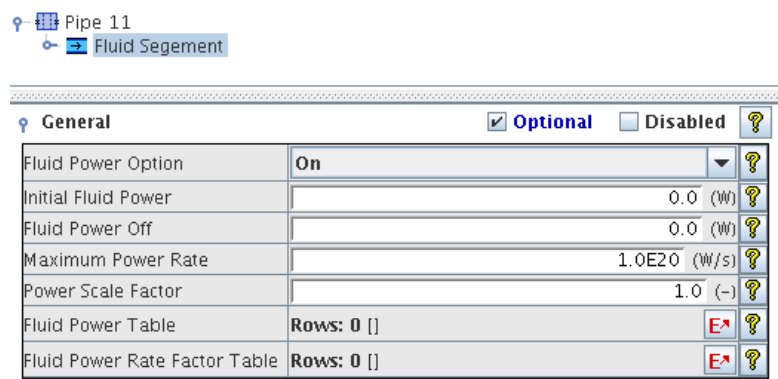 Pipe 11
Fluid Segement
General Optional Disabled
Fluid Power Option On
Initial Fluid Power 0.0 (W)
Fluid Power Off 0.0 (W)
Maximum Power Rate 1.0E20 (W/s)
Power Scale Factor 1.0 (-)
Fluid Power Table Rows: 0 [] E
Fluid Power Rate Factor Table Rows: 0 [] E